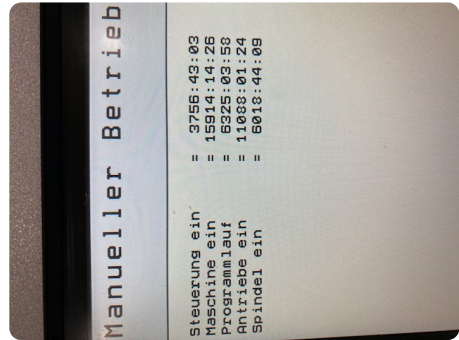 Manueller Betrieb
Steuerung ein = 3756:43:03
Maschine ein = 15914:14:26
Programmlauf = 6325:03:58
Antriebe ein = 11088:01:24
Spindel ein = 6018:44:09